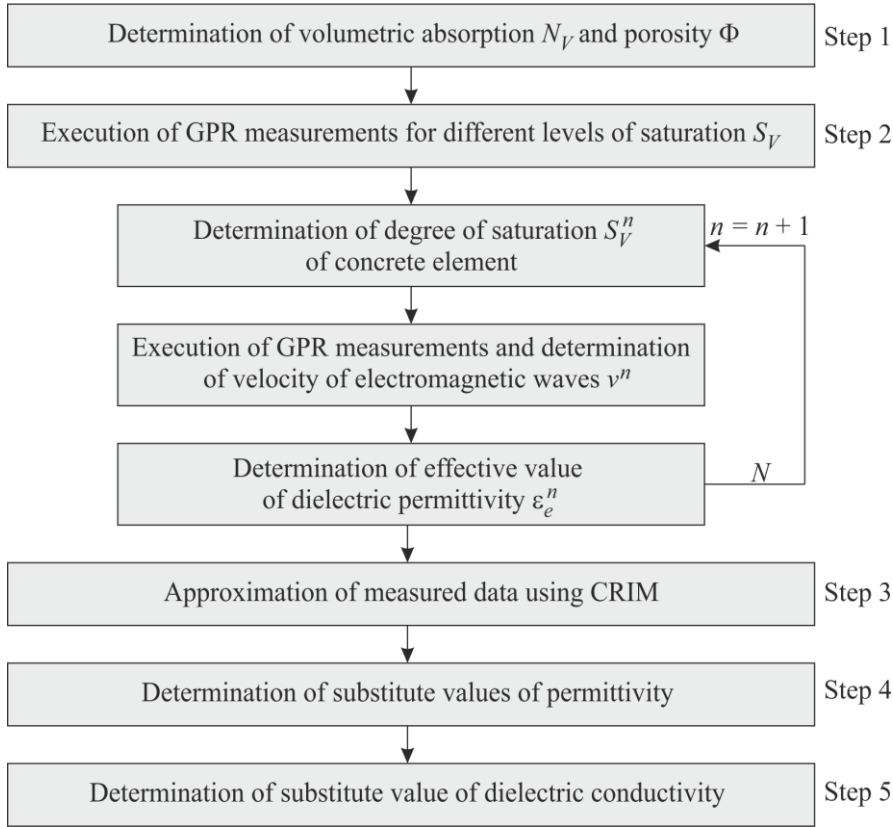 Determination of volumetric absorption N_V and porosity Φ
Step 1
Execution of GPR measurements for different levels of saturation S_V
Step 2
Determination of degree of saturation S_V^n
of concrete element
n = n + 1
Execution of GPR measurements and determination
of velocity of electromagnetic waves v^n
Determination of effective value
of dielectric permittivity ε_e^n
N
Approximation of measured data using CRIM
Step 3
Determination of substitute values of permittivity
Step 4
Determination of substitute value of dielectric conductivity
Step 5